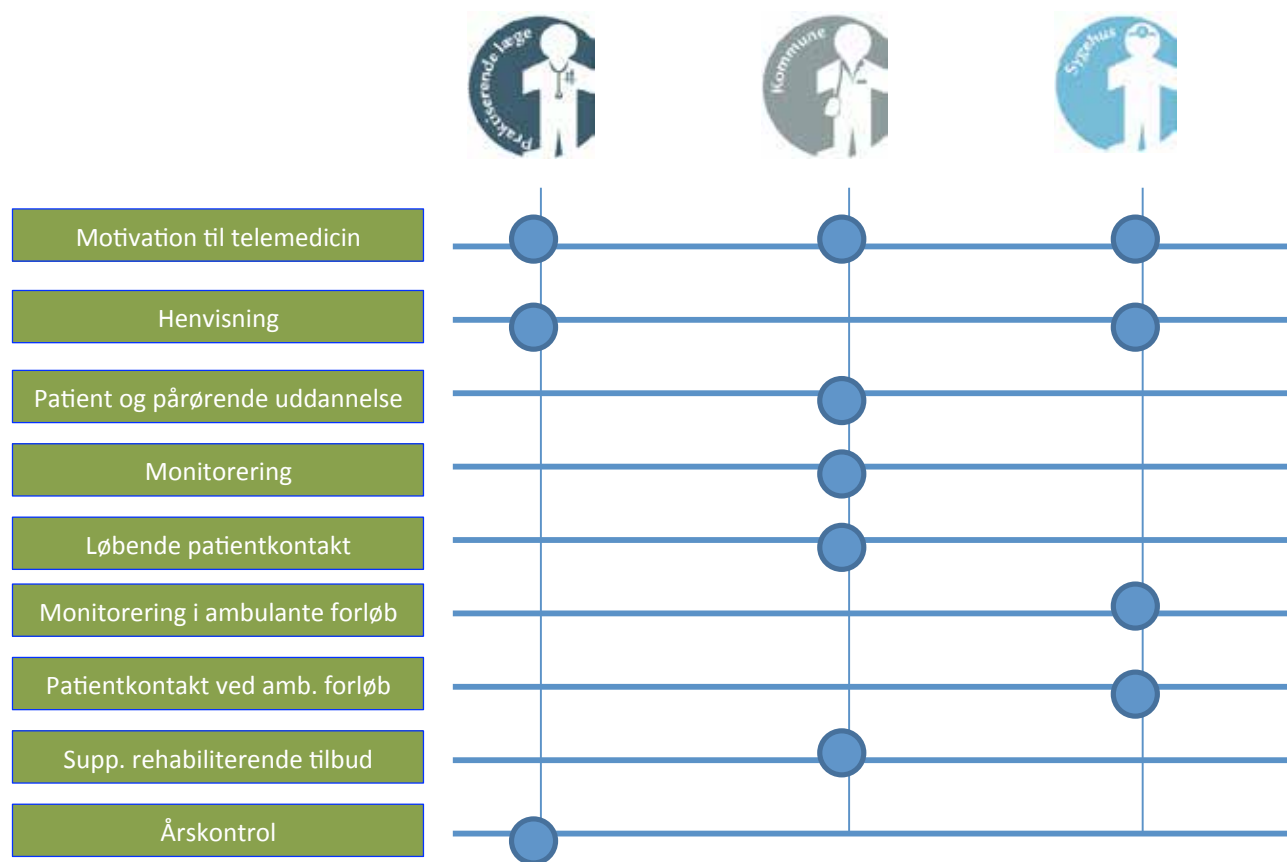 Praktiserende læge
Kommune
Sygehus
Motivation til telemedicin
Henvisning
Patient og pårørende uddannelse
Monitorering
Løbende patientkontakt
Monitorering i ambulante forløb
Patientkontakt ved amb. forløb
Supp. rehabiliterende tilbud
Årskontrol